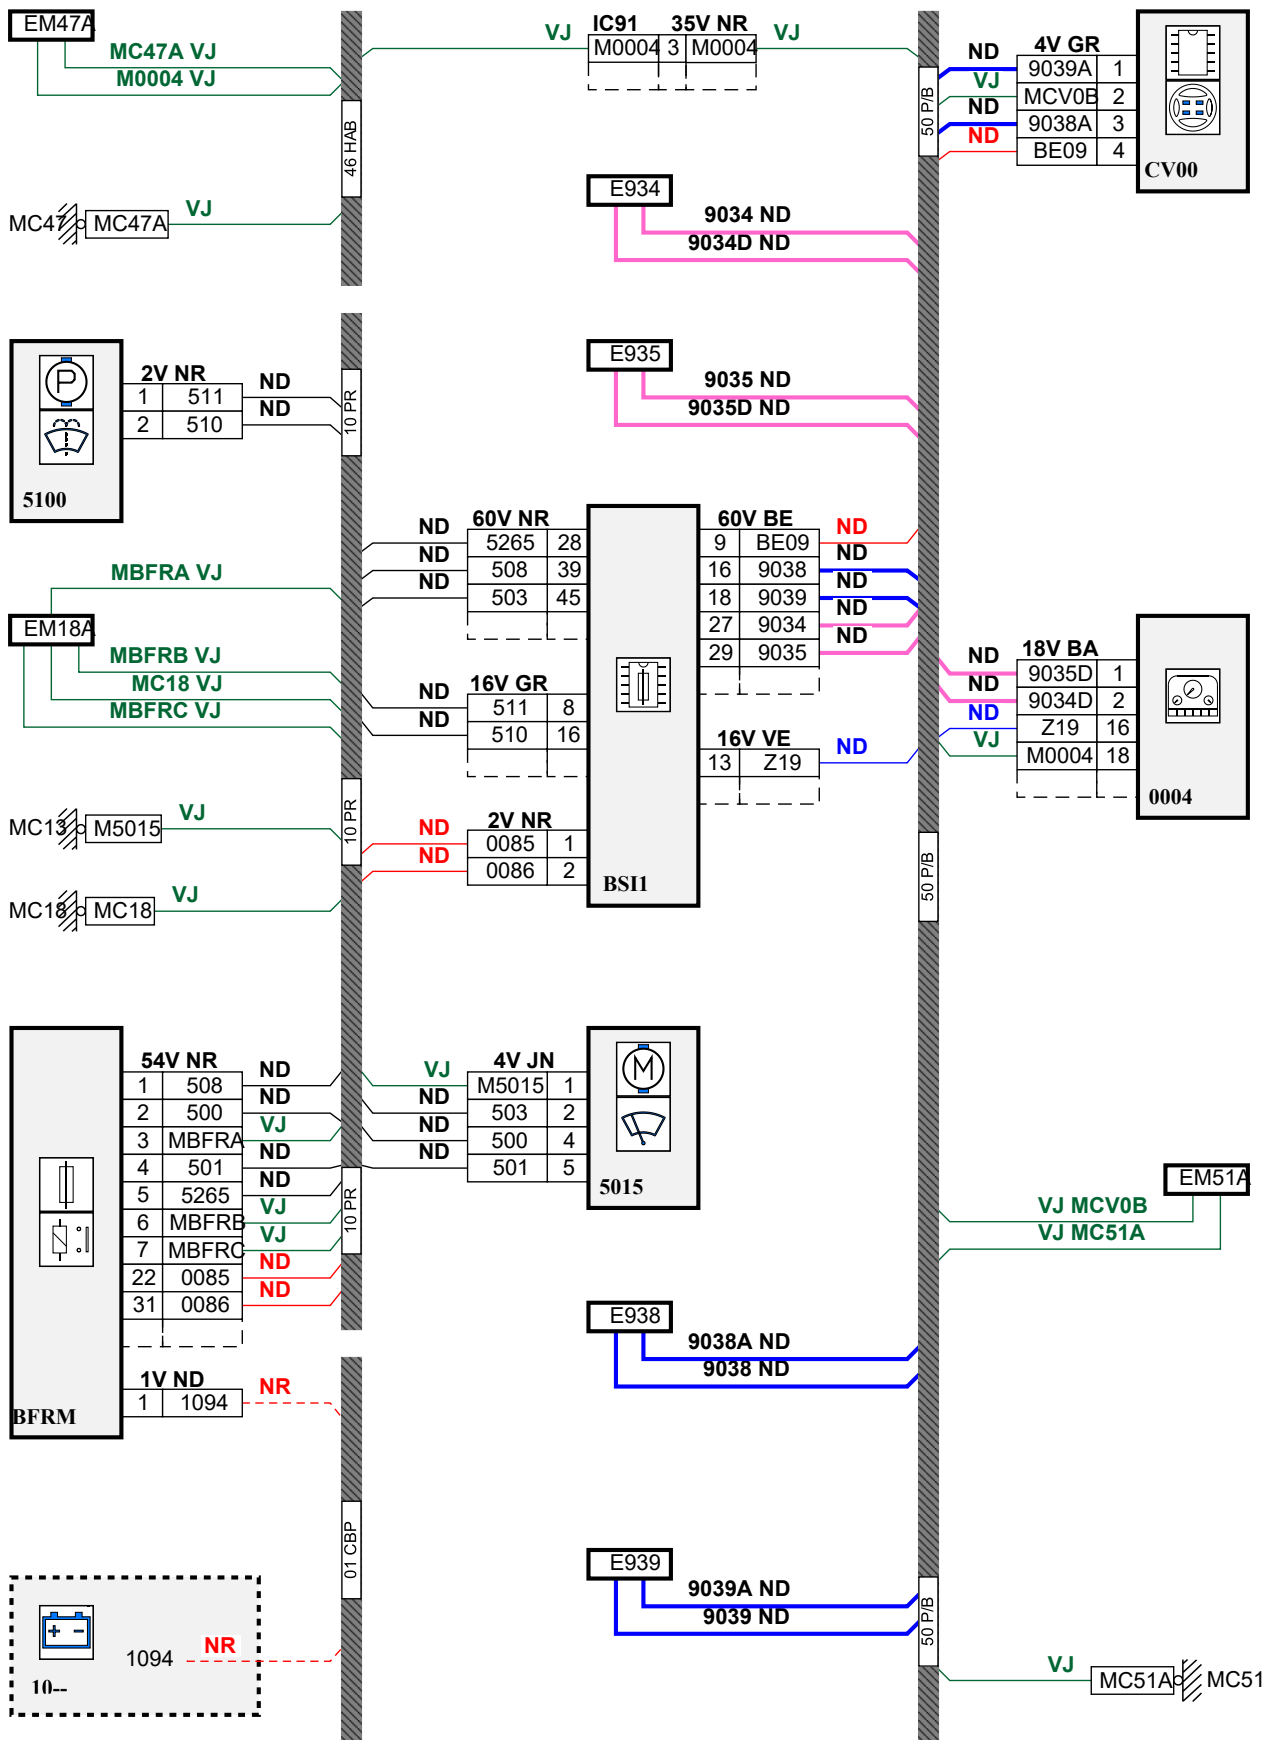 EM47A
MC47A VJ
M0004 VJ
46 HAB
MC47
MC47A
VJ
VJ
IC91 35V NR
M0004 3 M0004
VJ
50 P/B
ND
VJ
ND
ND
4V GR
9039A 1
MCV0B 2
9038A 3
BE09 4
CV00
E934
9034 ND
9034D ND
P
5100
2V NR
1 511
2 510
ND
ND
10 PR
E935
9035 ND
9035D ND
MBFRA VJ
EM18A
MBFRB VJ
MC18 VJ
MBFRC VJ
ND
ND
ND
60V NR
5265 28
508 39
503 45
ND
ND
16V GR
511 8
510 16
ND
ND
2V NR
0085 1
0086 2
BSI1
60V BE
9 BE09
16 9038
18 9039
27 9034
29 9035
ND
ND
ND
ND
ND
16V VE
13 Z19
ND
ND
ND
ND
VJ
18V BA
9035D 1
9034D 2
Z19 16
M0004 18
0004
10 PR
MC13
M5015
VJ
MC18
MC18
VJ
50 P/B
BFRM
54V NR
1 508
2 500
3 MBFRA
4 501
5 5265
6 MBFRB
7 MBFRC
22 0085
31 0086
ND
ND
VJ
ND
ND
VJ
VJ
ND
ND
1V ND
1 1094
NR
10 PR
VJ
ND
ND
ND
4V JN
M5015 1
503 2
500 4
501 5
M
5015
EM51A
VJ MCV0B
VJ MC51A
E938
9038A ND
9038 ND
01 CBP
E939
9039A ND
9039 ND
50 P/B
+ -
10--
1094
NR
VJ
MC51A
MC51